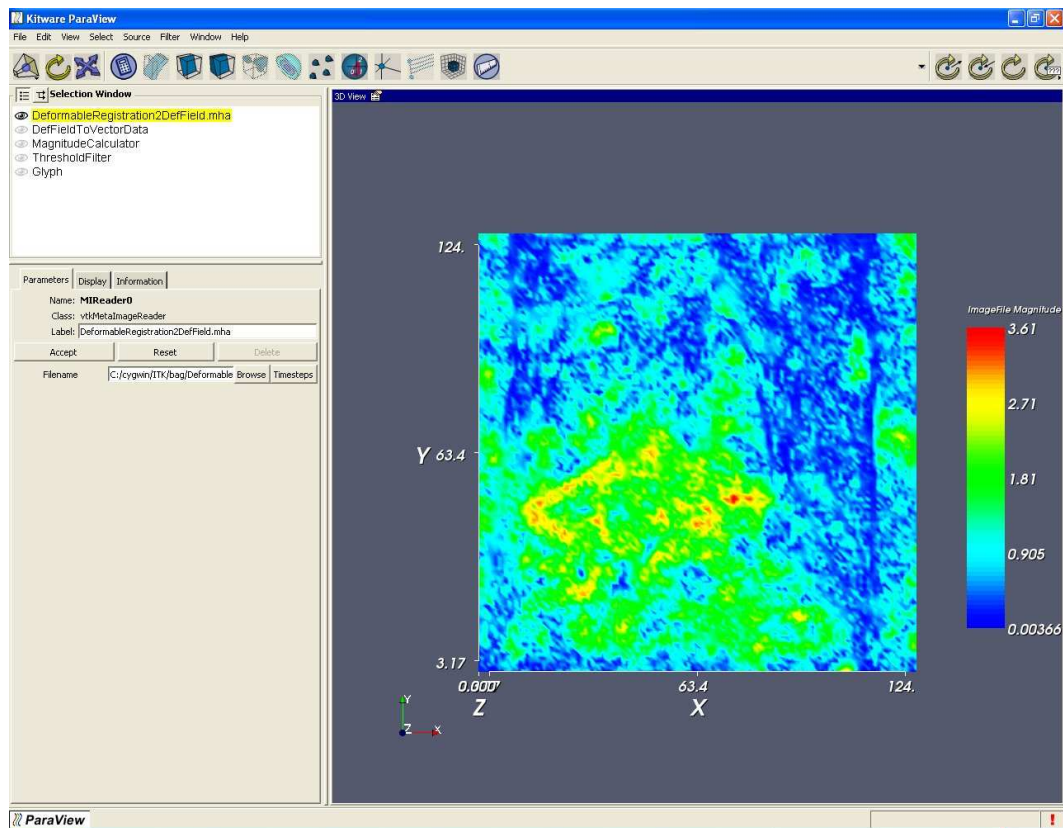 Kitware ParaView
File Edit View Select Source Filter Window Help
Selection Window
DeformableRegistration2DefField.mha
DefFieldToVectorData
MagnitudeCalculator
ThresholdFilter
Glyph
Parameters Display Information
Name: MIReader0
Class: vtkMetaImageReader
Label: DeformableRegistration2DefField.mha
Accept Reset Delete
Filename C:/cygwin/ITK/bag/Deformable Browse Timesteps
3D View
124.
Y 63.4
3.17
63.4 124.
Z X
Y
Z X
ImageFile Magnitude
3.61
2.71
1.81
0.905
0.00366
ParaView
!